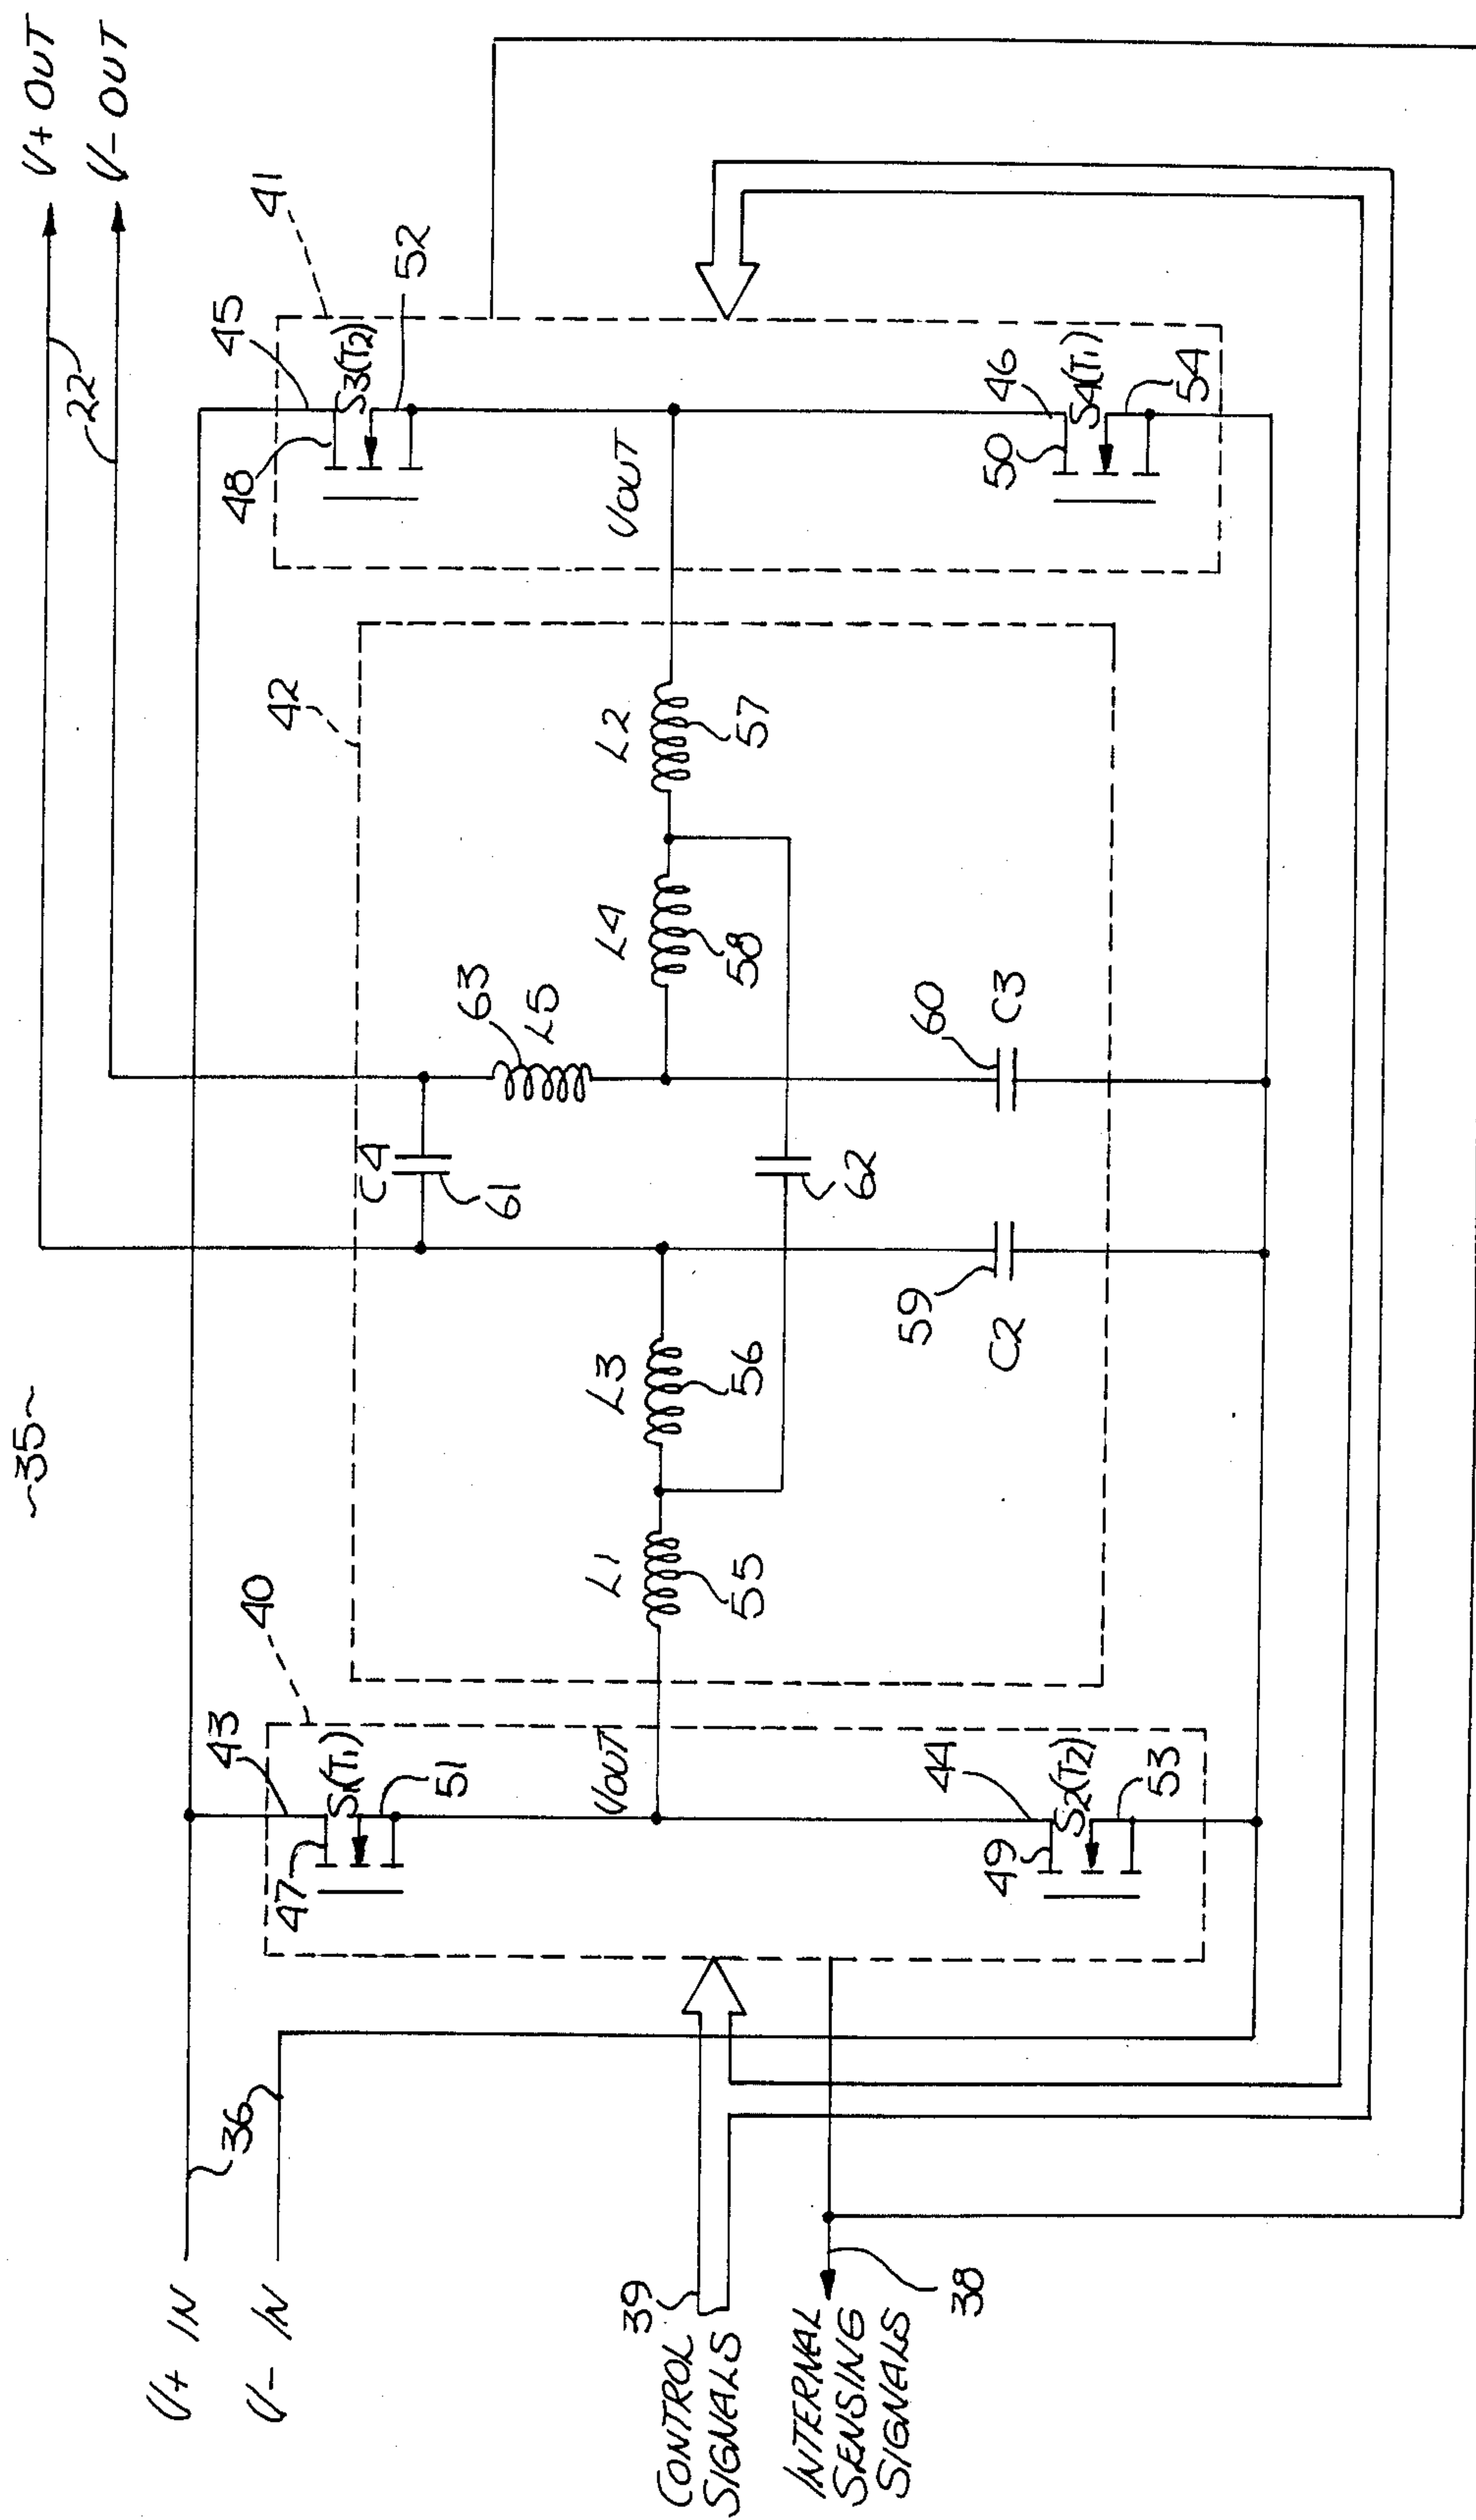 ~35~
V+ OUT
V- OUT
22
V+ IN
V- IN
36
43
40
47
S1(T1)
51
VOUT
44
49
S2(T2)
53
42
L1
55
L3
56
C4
61
63
L5
62
59
C2
60
C3
L4
58
L2
57
45
41
48
S3(T2)
52
VOUT
46
50
S4(T1)
54
39
CONTROL
SIGNALS
INTERNAL
SENSING
SIGNALS
38